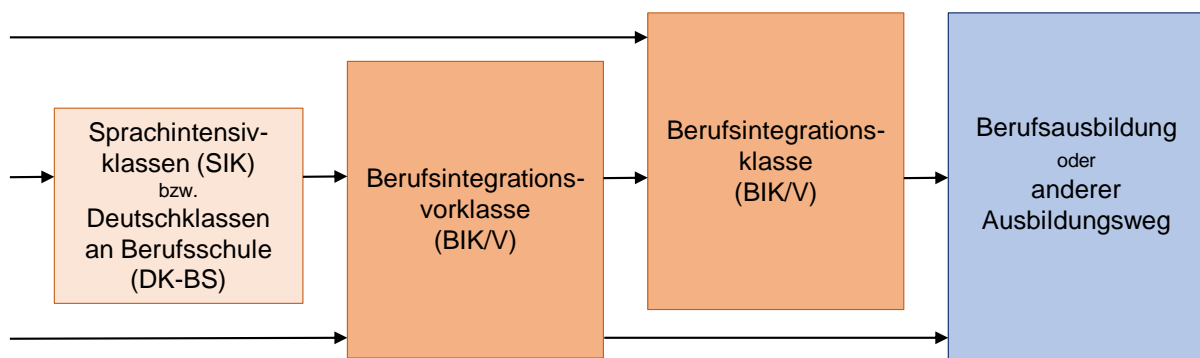 Sprachintensiv-
klassen (SIK)
bzw.
Deutschklassen
an Berufsschule
(DK-BS)
Berufsintegrations-
vorklasse
(BIK/V)
Berufsintegrations-
klasse
(BIK/V)
Berufsausbildung
oder
anderer
Ausbildungsweg